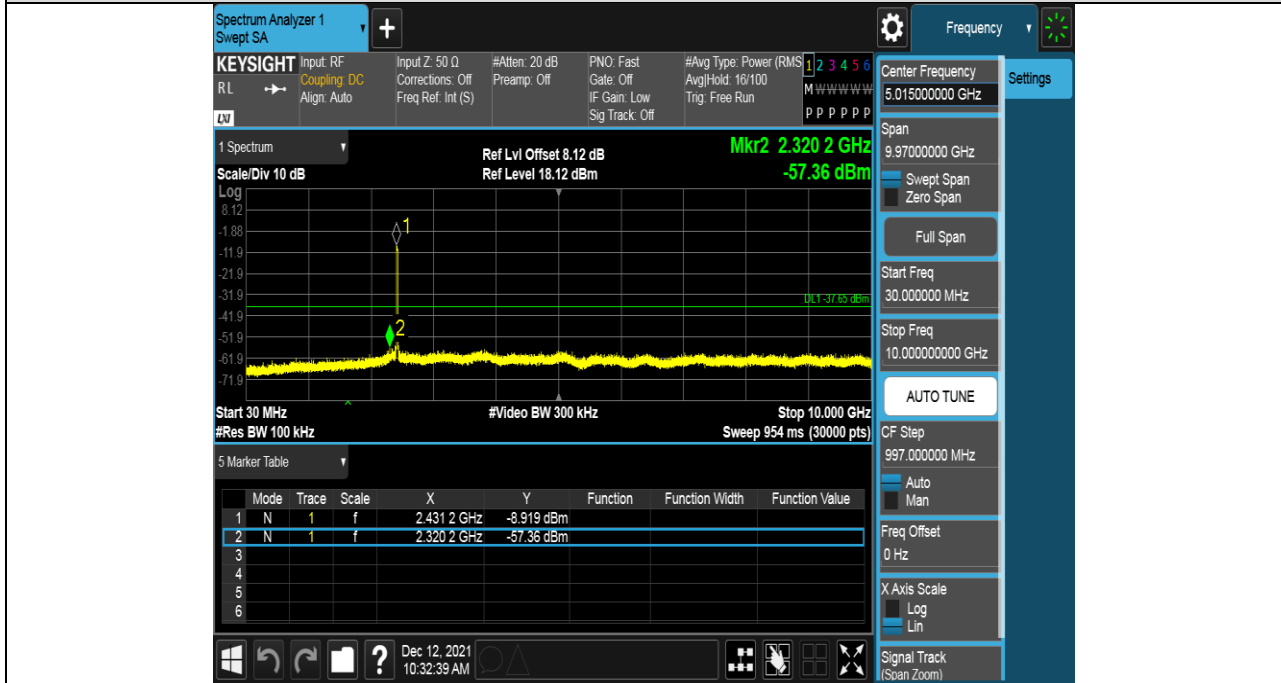 Spectrum Analyzer 1
Swept SA
+
Frequency
KEYSIGHT
RL
LXI
Input: RF
Coupling: DC
Align: Auto
Input Z: 50 Ω
Corrections: Off
Freq Ref: Int (S)
#Atten: 20 dB
Preamp: Off
PNO: Fast
Gate: Off
IF Gain: Low
Sig Track: Off
#Avg Type: Power (RMS
Avg|Hold: 16/100
Trig: Free Run
1 2 3 4 5 6
M W W W W W
P P P P P P
Center Frequency
5.015000000 GHz
Settings
1 Spectrum
Scale/Div 10 dB
Ref Lvl Offset 8.12 dB
Ref Level 18.12 dBm
Mkr2 2.320 2 GHz
-57.36 dBm
Log
8.12
-1.88
-11.9
-21.9
-31.9
-41.9
-51.9
-61.9
-71.9
1
2
DL1 -37.65 dBm
Start 30 MHz
#Res BW 100 kHz
#Video BW 300 kHz
Stop 10.000 GHz
Sweep 954 ms (30000 pts)
Span
9.97000000 GHz
Swept Span
Zero Span
Full Span
Start Freq
30.000000 MHz
Stop Freq
10.000000000 GHz
AUTO TUNE
CF Step
997.000000 MHz
Auto
Man
Freq Offset
0 Hz
X Axis Scale
Log
Lin
Signal Track
(Span Zoom)
5 Marker Table
Mode Trace Scale X Y Function Function Width Function Value
1 N 1 f 2.431 2 GHz -8.919 dBm
2 N 1 f 2.320 2 GHz -57.36 dBm
3
4
5
6
?
Dec 12, 2021
10:32:39 AM